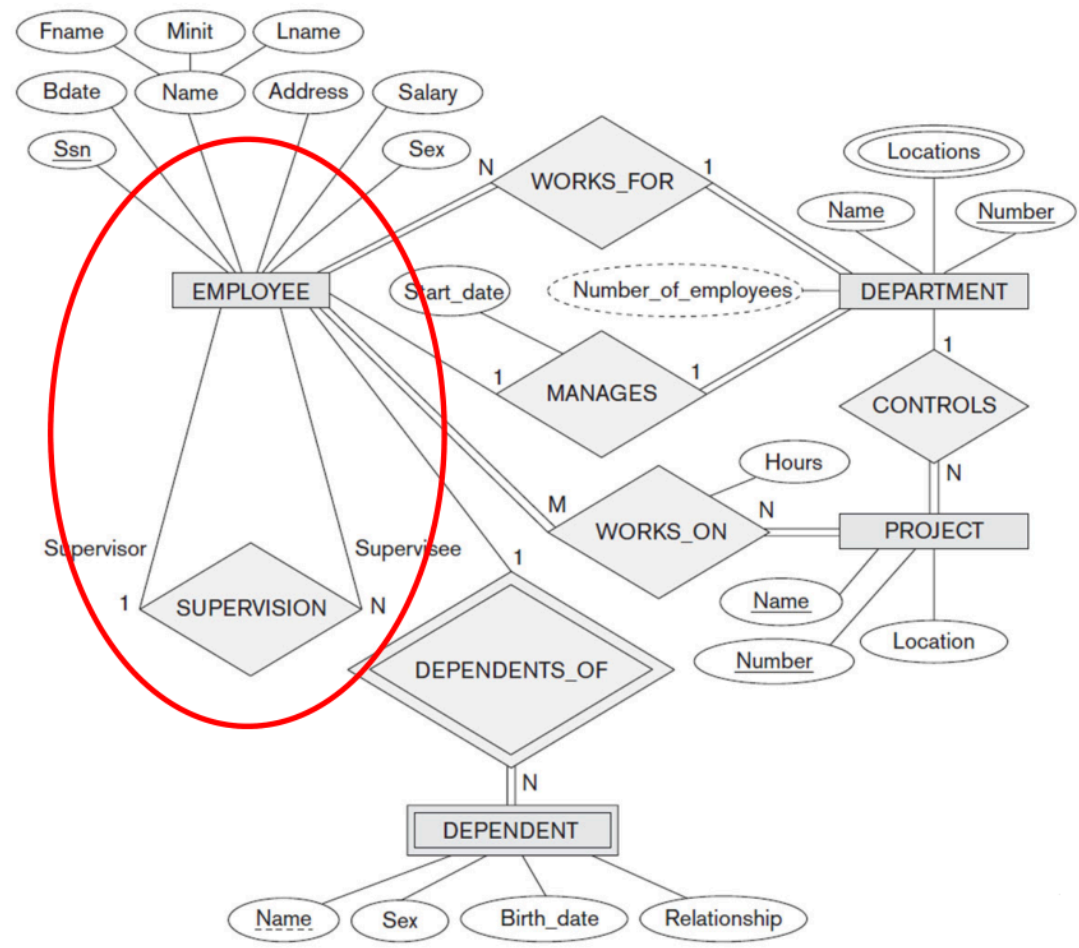 Fname
Minit
Lname
Bdate
Name
Address
Salary
Ssn
Sex
N
WORKS_FOR
1
Locations
Name
Number
EMPLOYEE
Start_date
Number_of_employees
DEPARTMENT
1
MANAGES
1
1
CONTROLS
N
Hours
M
WORKS_ON
N
PROJECT
Supervisor
Supervisee
1
SUPERVISION
N
1
Name
Number
Location
DEPENDENTS_OF
N
DEPENDENT
Name
Sex
Birth_date
Relationship